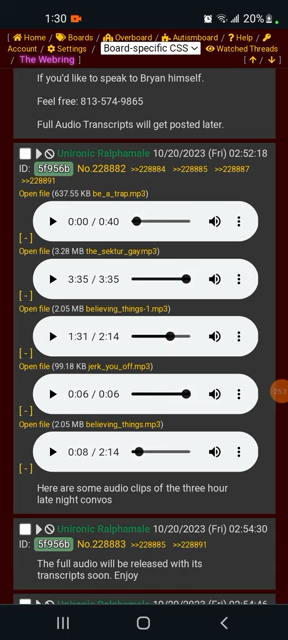 1:30 20%
[ Home / Boards / Overboard / Autismboard / Help / Key
Account / Settings / Board-specific CSS Watched Threads
/ The Webring ] [ ↑ / ↓ ]
If you'd like to speak to Bryan himself.
Feel free: 813-574-9865
Full Audio Transcripts will get posted later.
Unironic Ralphamale 10/20/2023 (Fri) 02:52:18
ID: 5f956b No.228882 >>228884 >>228885 >>228887
>>228891
Open file (637.55 KB be_a_trap.mp3)
0:00 / 0:40
[-]
Open file (3.28 MB the_sektur_gay.mp3)
3:35 / 3:35
[-]
Open file (2.05 MB believing_things-1.mp3)
1:31 / 2:14
[-]
Open file (99.18 KB jerk_you_off.mp3)
0:06 / 0:06
[-]
Open file (2.05 MB believing_things.mp3)
0:08 / 2:14
[-]
Here are some audio clips of the three hour
late night convos
Unironic Ralphamale 10/20/2023 (Fri) 02:54:30
ID: 5f956b No.228883 >>228885 >>228891
The full audio will be released with its
transcripts soon. Enjoy